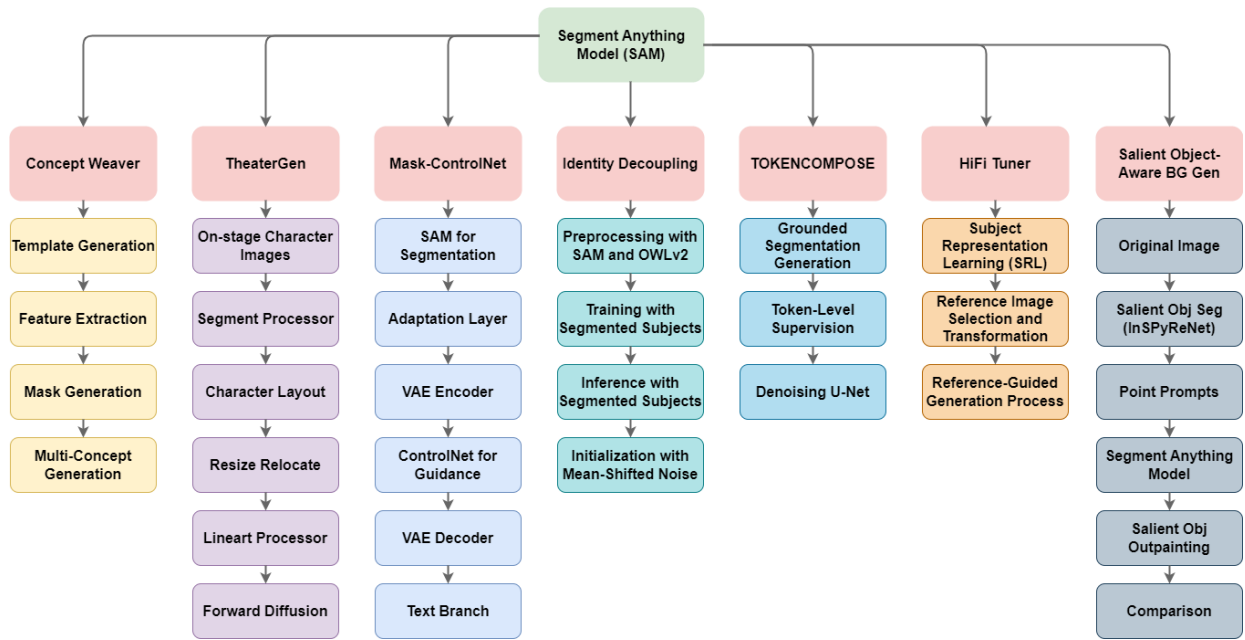 Segment Anything
Model (SAM)
Concept Weaver
Template Generation
Feature Extraction
Mask Generation
Multi-Concept
Generation
TheaterGen
On-stage Character
Images
Segment Processor
Character Layout
Resize Relocate
Lineart Processor
Forward Diffusion
Mask-ControlNet
SAM for
Segmentation
Adaptation Layer
VAE Encoder
ControlNet for
Guidance
VAE Decoder
Text Branch
Identity Decoupling
Preprocessing with
SAM and OWLv2
Training with
Segmented Subjects
Inference with
Segmented Subjects
Initialization with
Mean-Shifted Noise
TOKENCOMPOSE
Grounded
Segmentation
Generation
Token-Level
Supervision
Denoising U-Net
HiFi Tuner
Subject
Representation
Learning (SRL)
Reference Image
Selection and
Transformation
Reference-Guided
Generation Process
Salient Object-
Aware BG Gen
Original Image
Salient Obj Seg
(InSPyReNet)
Point Prompts
Segment Anything
Model
Salient Obj
Outpainting
Comparison